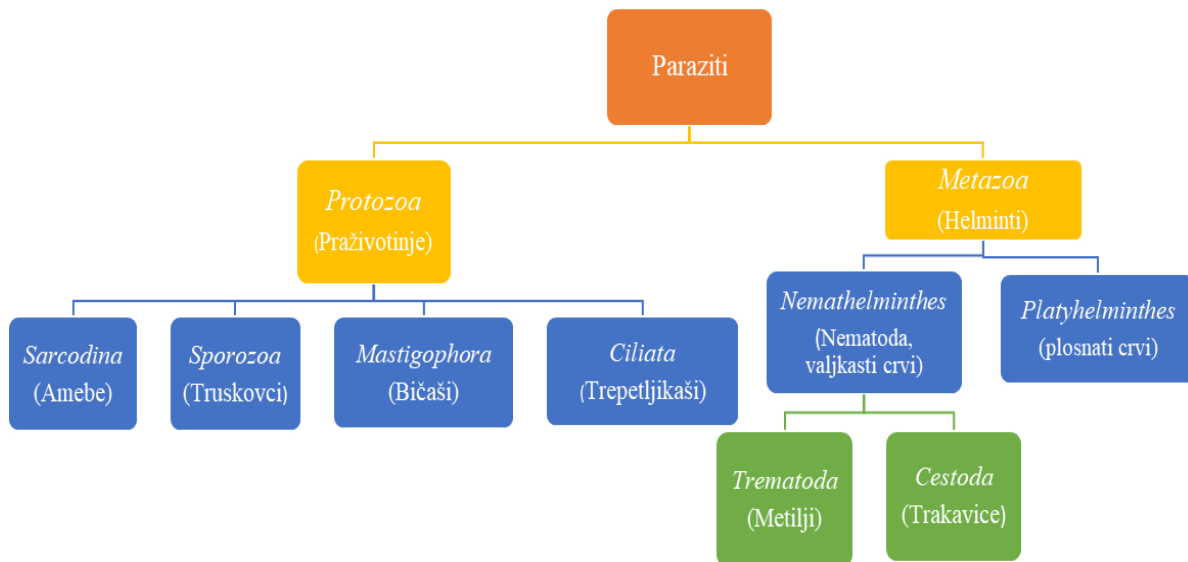 Paraziti
Protozoa
(Praživotinje)
Metazoa
(Helminti)
Sarcodina
(Amebe)
Sporozoa
(Truskovci)
Mastigophora
(Bičaši)
Ciliata
(Trepetljikaši)
Nemathelminthes
(Nematoda,
valjkasti crvi)
Platyhelminthes
(plosnati crvi)
Trematoda
(Metilji)
Cestoda
(Trakavice)